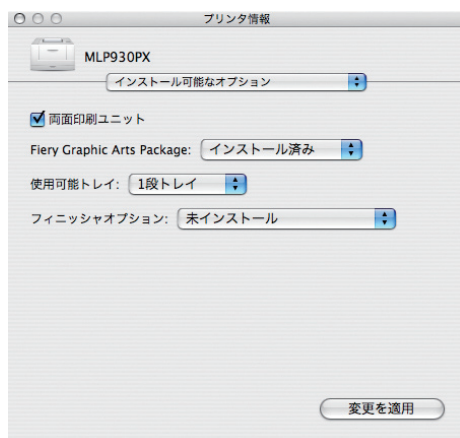 プリンタ情報
MLP930PX
インストール可能なオプション
両面印刷ユニット
Fiery Graphic Arts Package: インストール済み
使用可能トレイ: 1段トレイ
フィニッシャオプション: 未インストール
変更を適用